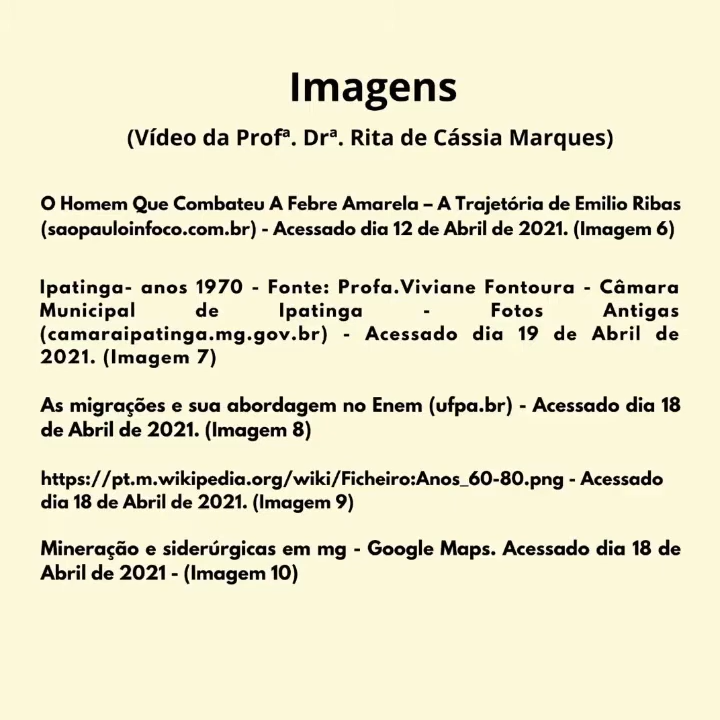 Imagens
(Vídeo da Profª. Drª. Rita de Cássia Marques)
O Homem Que Combateu A Febre Amarela – A Trajetória de Emilio Ribas
(saopauloinfoco.com.br) - Acessado dia 12 de Abril de 2021. (Imagem 6)
Ipatinga- anos 1970 - Fonte: Profa.Viviane Fontoura - Câmara
Municipal de Ipatinga - Fotos Antigas
(camaraipatinga.mg.gov.br) - Acessado dia 19 de Abril de
2021. (Imagem 7)
As migrações e sua abordagem no Enem (ufpa.br) - Acessado dia 18
de Abril de 2021. (Imagem 8)
https://pt.m.wikipedia.org/wiki/Ficheiro:Anos_60-80.png - Acessado
dia 18 de Abril de 2021. (Imagem 9)
Mineração e siderúrgicas em mg - Google Maps. Acessado dia 18 de
Abril de 2021 - (Imagem 10)